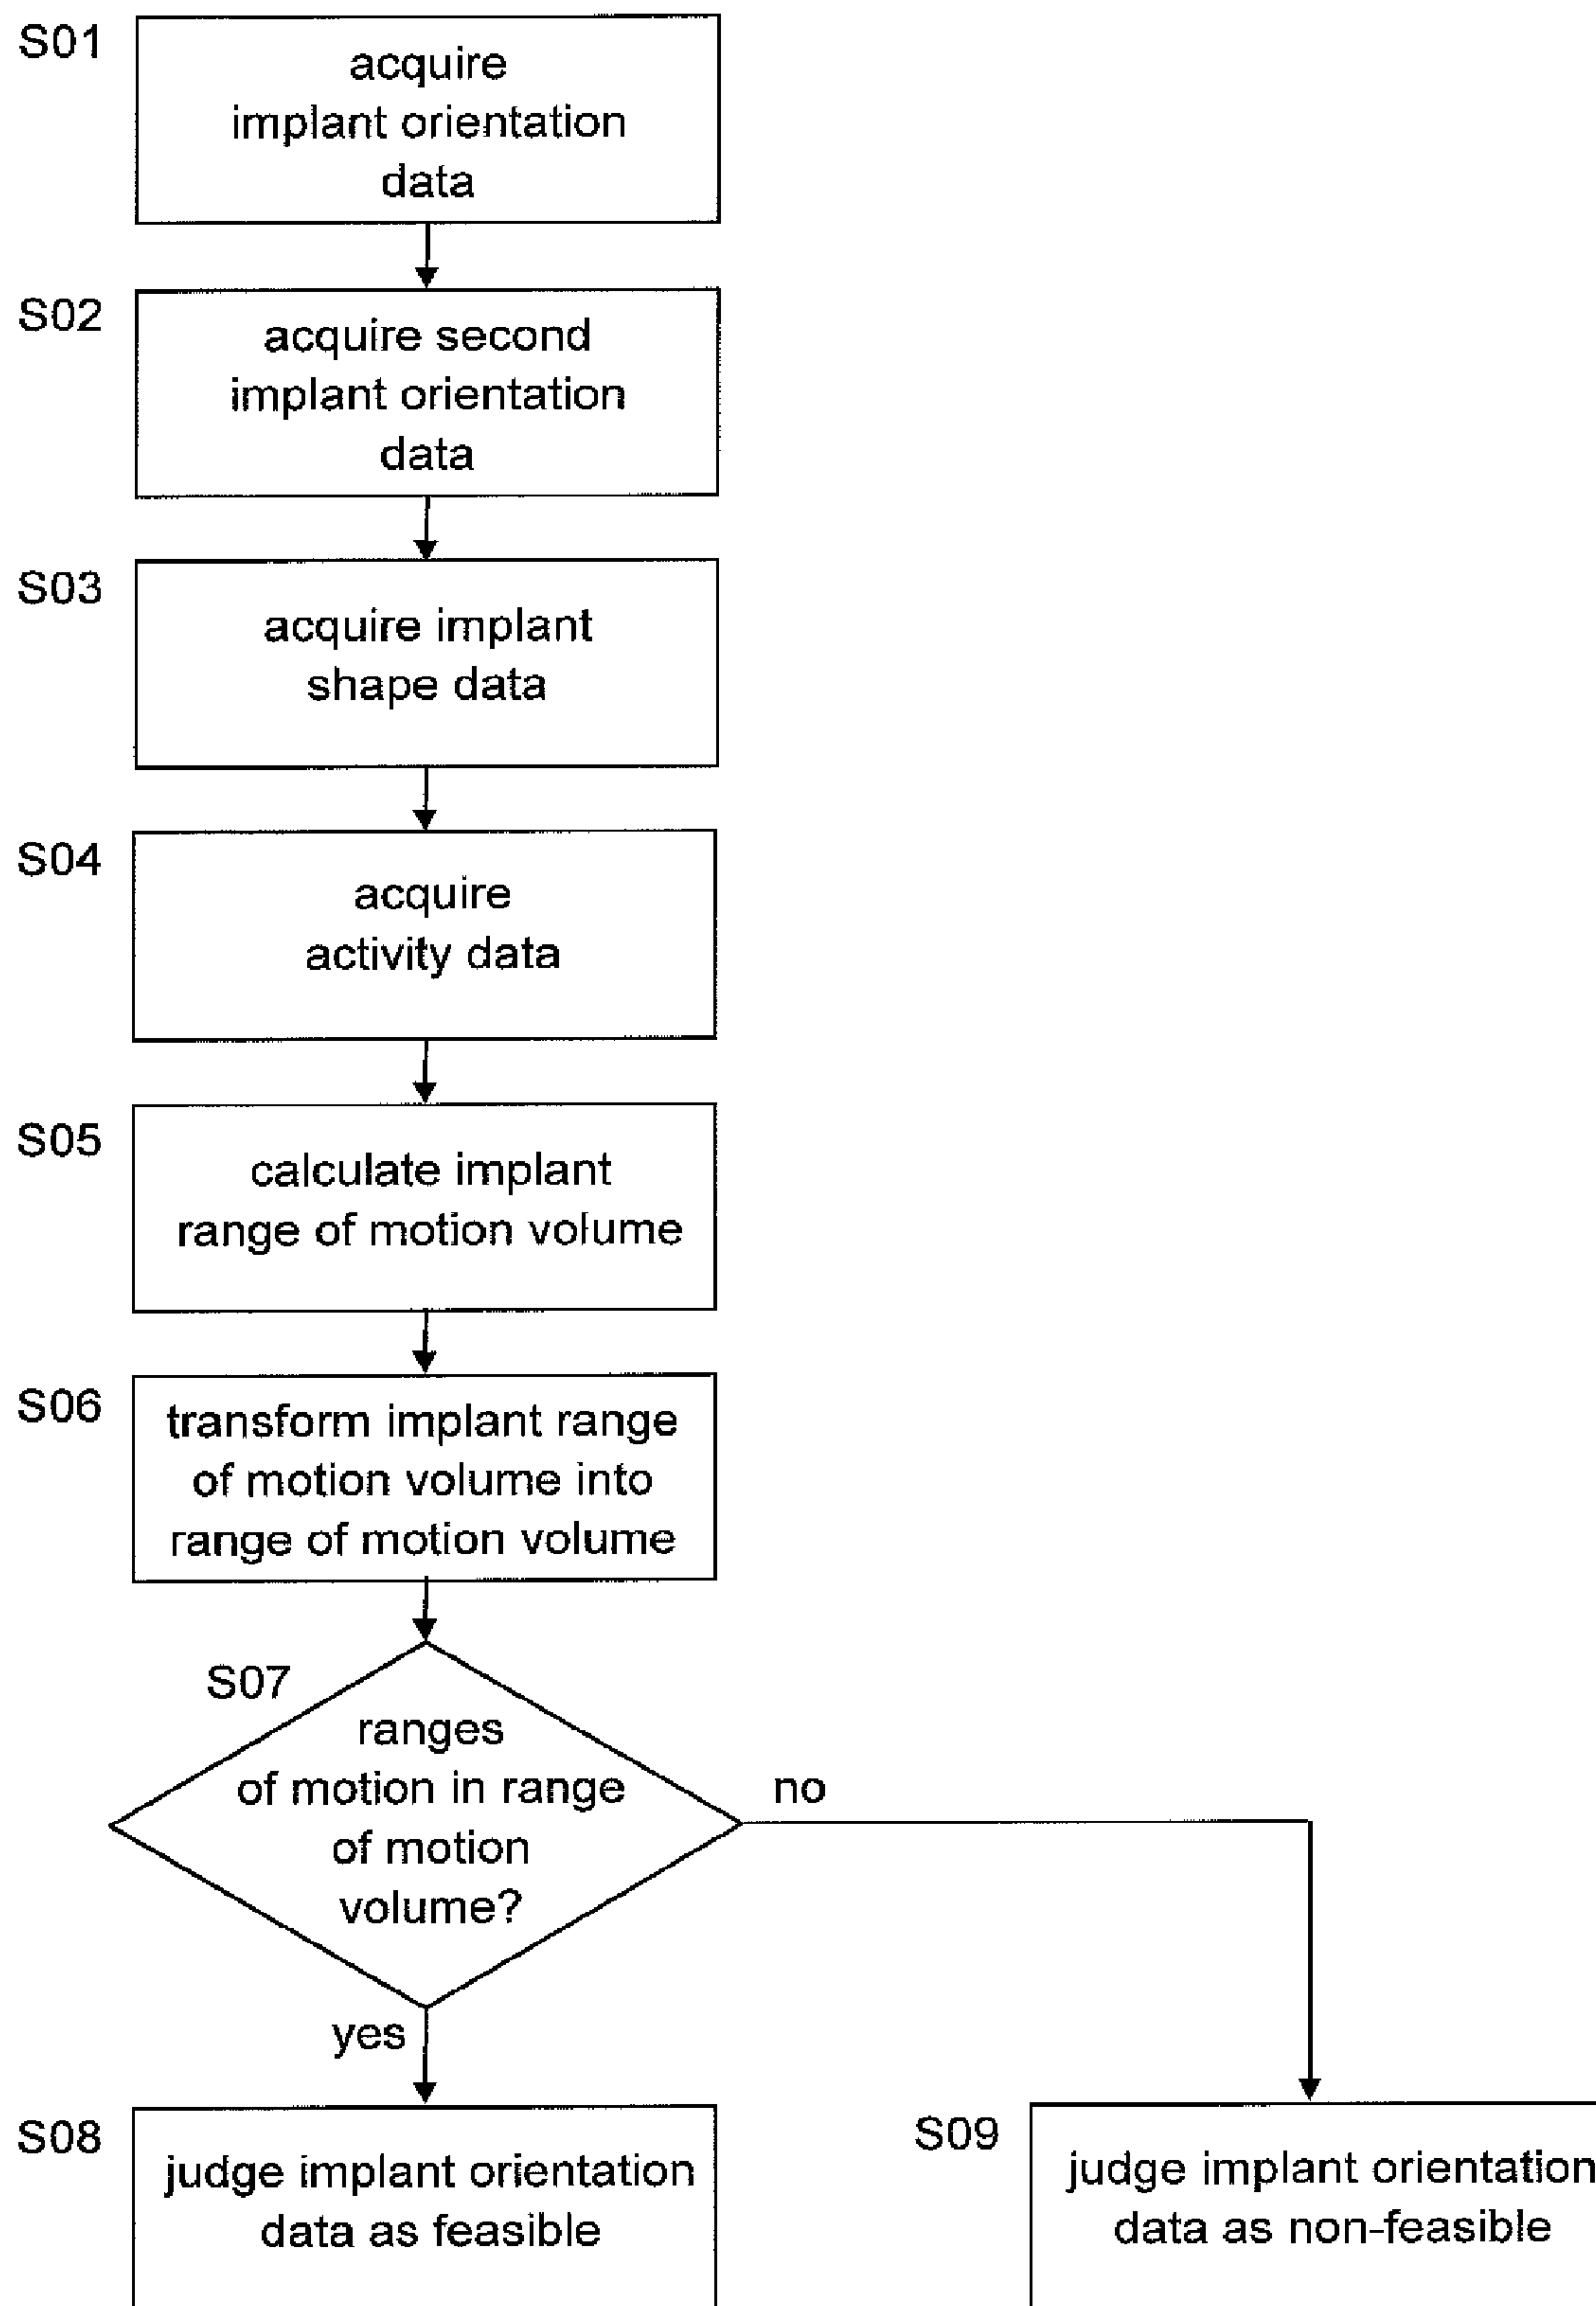 S01
acquire
implant orientation
data
S02
acquire second
implant orientation
data
S03
acquire implant
shape data
S04
acquire
activity data
S05
calculate implant
range of motion volume
S06
transform implant range
of motion volume into
range of motion volume
S07
ranges
of motion in range
of motion
volume?
no
yes
S08
judge implant orientation
data as feasible
S09
judge implant orientation
data as non-feasible